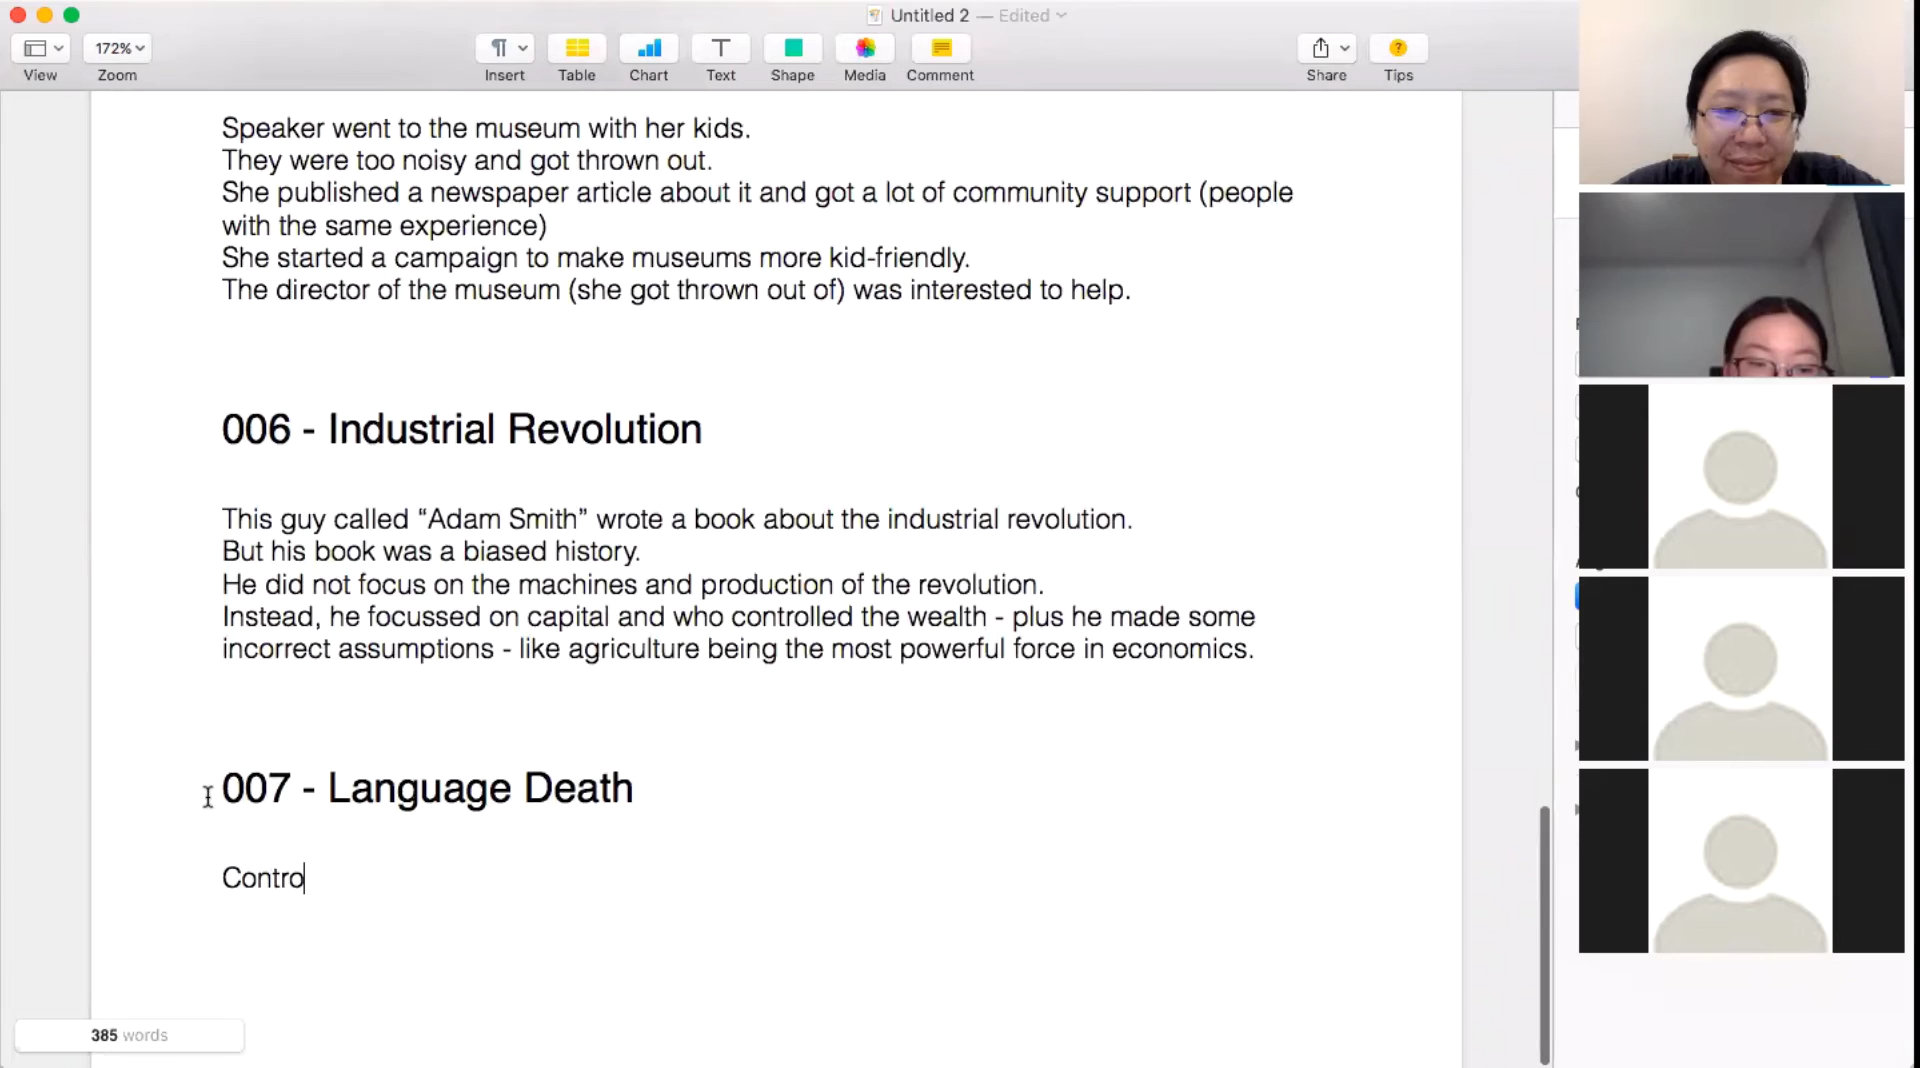 Untitled 2 — Edited
172%
View
Zoom
Insert
Table
Chart
Text
Shape
Media
Comment
Share
Tips
Speaker went to the museum with her kids.
They were too noisy and got thrown out.
She published a newspaper article about it and got a lot of community support (people
with the same experience)
She started a campaign to make museums more kid-friendly.
The director of the museum (she got thrown out of) was interested to help.
006 - Industrial Revolution
This guy called “Adam Smith” wrote a book about the industrial revolution.
But his book was a biased history.
He did not focus on the machines and production of the revolution.
Instead, he focussed on capital and who controlled the wealth - plus he made some
incorrect assumptions - like agriculture being the most powerful force in economics.
007 - Language Death
Contro
385 words